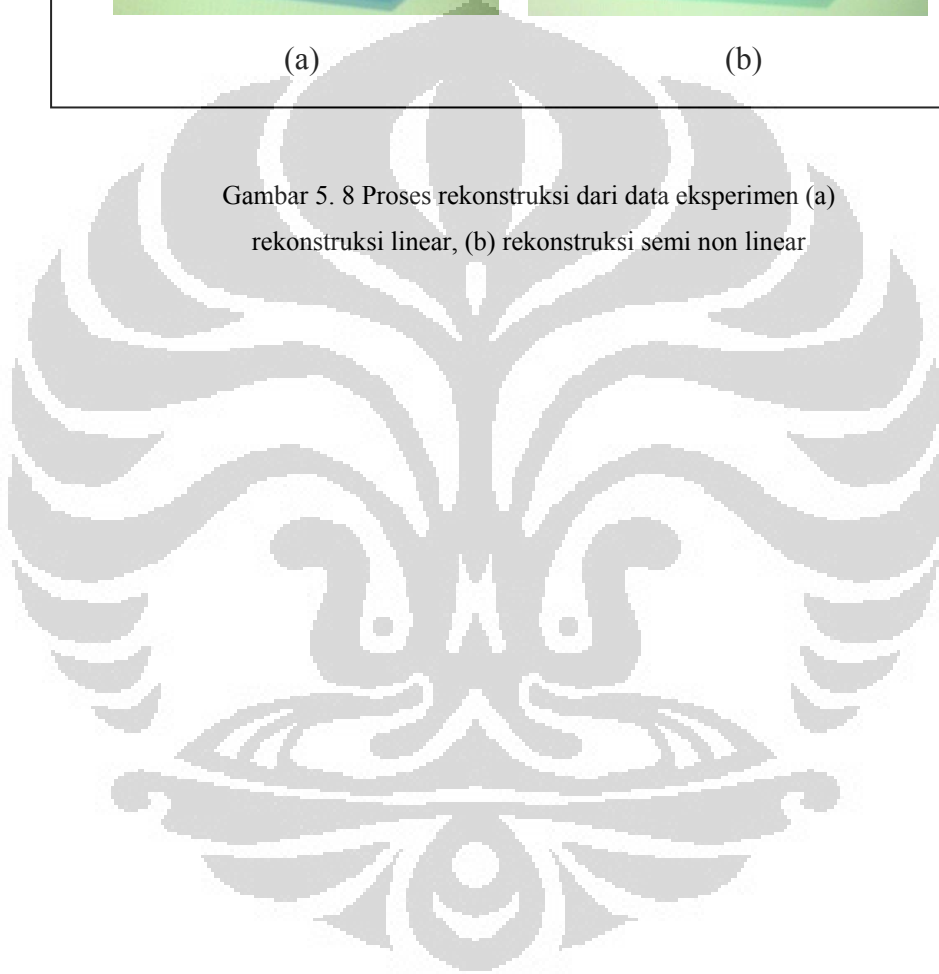 (a) (b)
Gambar 5. 8 Proses rekonstruksi dari data eksperimen (a)
rekonstruksi linear, (b) rekonstruksi semi non linear